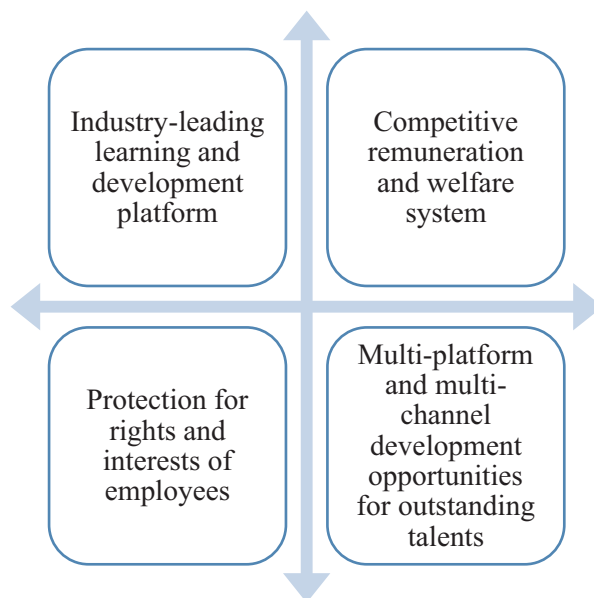 Industry-leading
learning and
development
platform
Competitive
remuneration
and welfare
system
Protection for
rights and
interests of
employees
Multi-platform
and multi-
channel
development
opportunities
for outstanding
talents